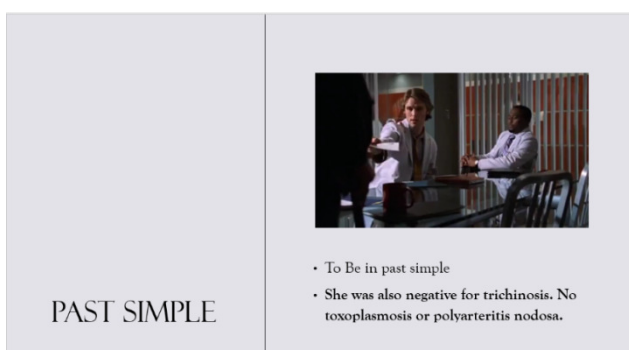 PAST SIMPLE
• To Be in past simple
• She was also negative for trichinosis. No
toxoplasmosis or polyarteritis nodosa.